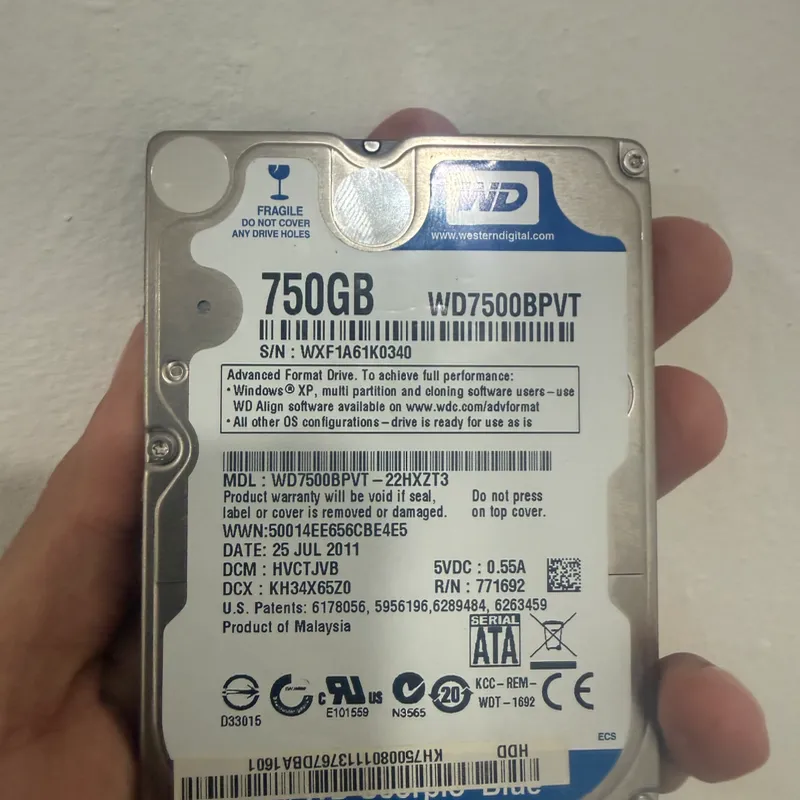 FRAGILE
DO NOT COVER
ANY DRIVE HOLES
WD
www.westerndigital.com
750GB WD7500BPVT
S/N : WXF1A61K0340
Advanced Format Drive. To achieve full performance:
• Windows® XP, multi partition and cloning software users – use
WD Align software available on www.wdc.com/advformat
• All other OS configurations – drive is ready for use as is
MDL : WD7500BPVT – 22HXZT3
Product warranty will be void if seal, Do not press
label or cover is removed or damaged. on top cover.
WWN:50014EE656CBE4E5
DATE: 25 JUL 2011
DCM : HVCTJVB 5VDC : 0.55A
DCX : KH34X65Z0 R/N : 771692
U.S. Patents: 6178056, 5956196,6289484, 6263459
Product of Malaysia
SERIAL
ATA
D33015
c UR us
E101559
N3565
20
KCC – REM –
WDT – 1692
CE
ECS
HDD
KH7500801113767DBA1601
Blue